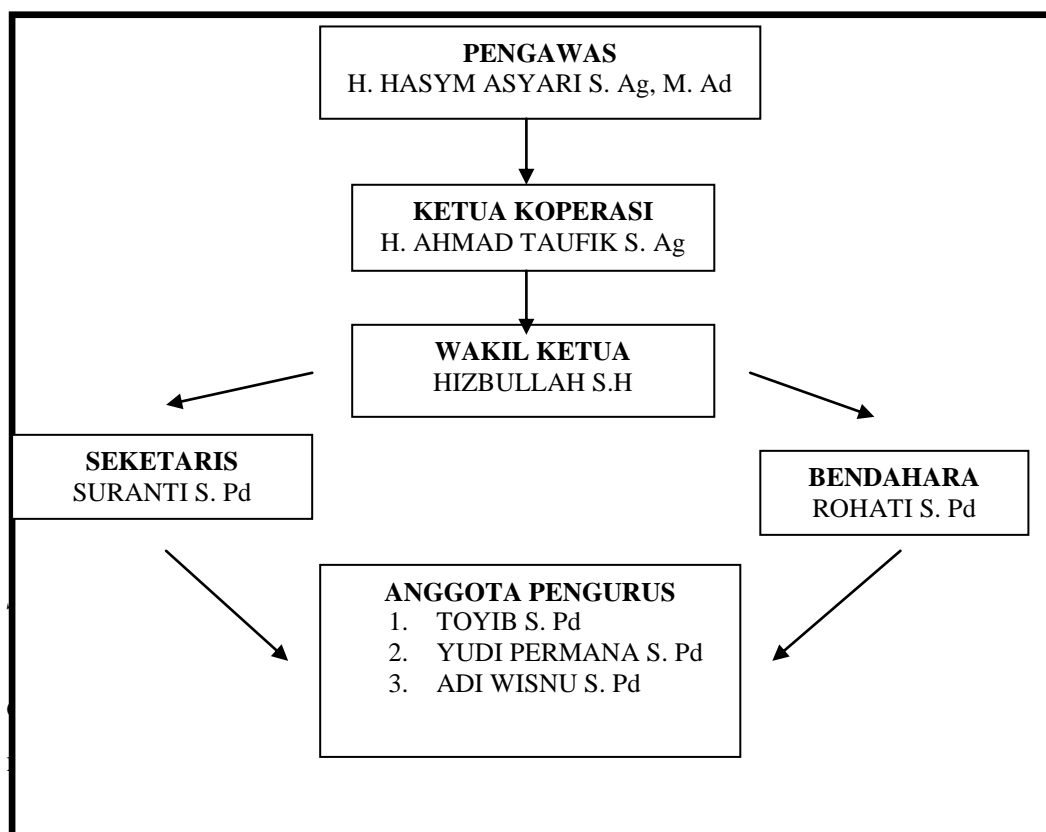 PENGAWAS
H. HASYM ASYARI S. Ag, M. Ad
KETUA KOPERASI
H. AHMAD TAUFIK S. Ag
WAKIL KETUA
HIZBULLAH S.H
SEKETARIS
SURANTI S. Pd
BENDAHARA
ROHATI S. Pd
ANGGOTA PENGURUS
1. TOYIB S. Pd
2. YUDI PERMANA S. Pd
3. ADI WISNU S. Pd